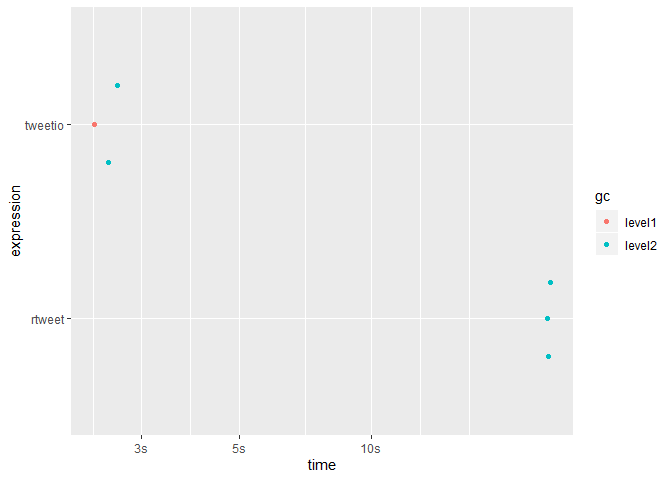 tweetio
rtweet
expression
3s
5s
10s
time
gc
level1
level2